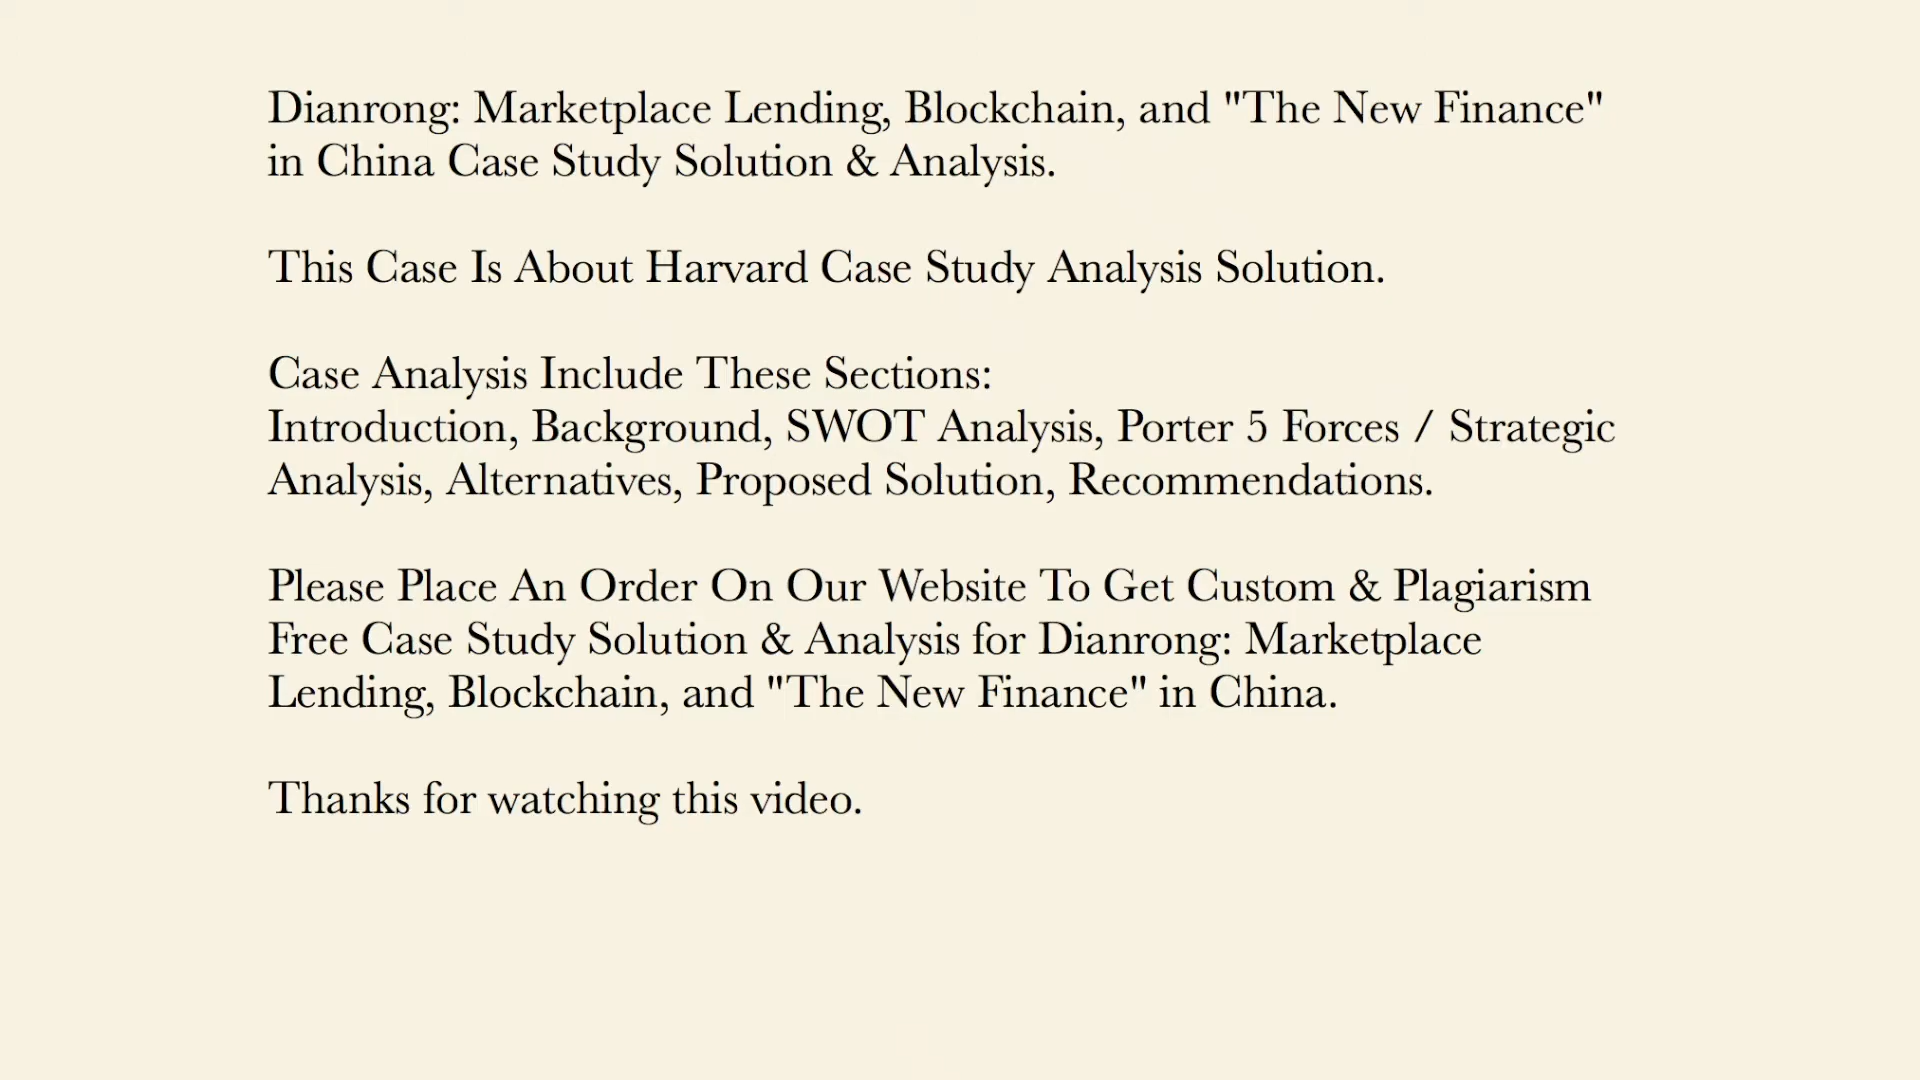 Dianrong: Marketplace Lending, Blockchain, and "The New Finance"
in China Case Study Solution & Analysis.
This Case Is About Harvard Case Study Analysis Solution.
Case Analysis Include These Sections:
Introduction, Background, SWOT Analysis, Porter 5 Forces / Strategic
Analysis, Alternatives, Proposed Solution, Recommendations.
Please Place An Order On Our Website To Get Custom & Plagiarism
Free Case Study Solution & Analysis for Dianrong: Marketplace
Lending, Blockchain, and "The New Finance" in China.
Thanks for watching this video.